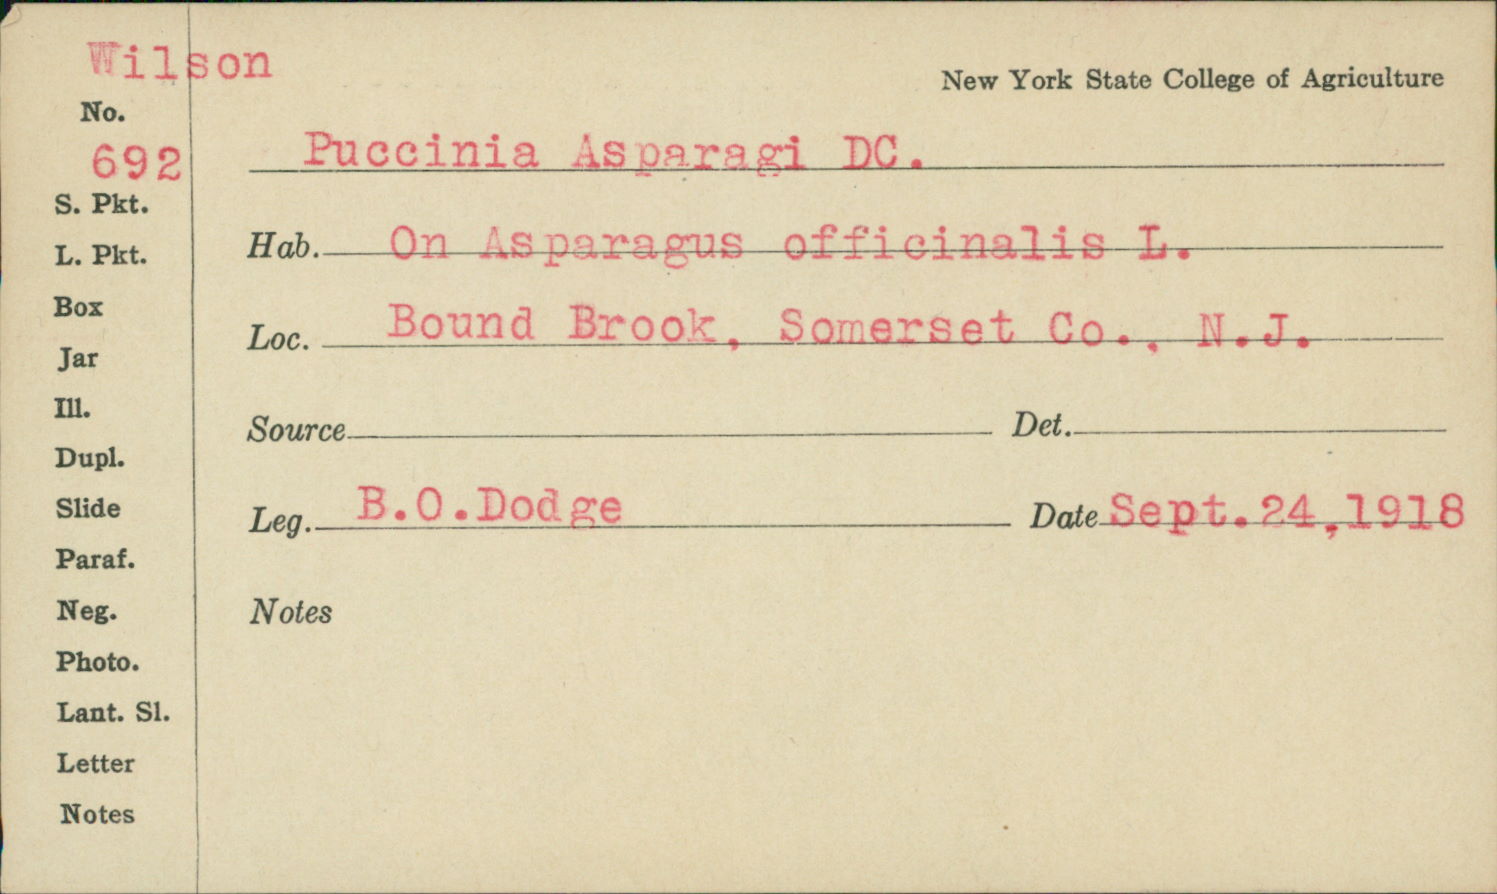 Wilson
New York State College of Agriculture
No.
692
Puccinia Asparagi DC.
S. Pkt.
L. Pkt.
Hab. On Asparagus officinalis L.
Box
Loc. Bound Brook, Somerset Co., N.J.
Jar
Ill.
Source Det.
Dupl.
Slide
Leg. B.O.Dodge Date Sept.24,1918
Paraf.
Neg.
Notes
Photo.
Lant. Sl.
Letter
Notes